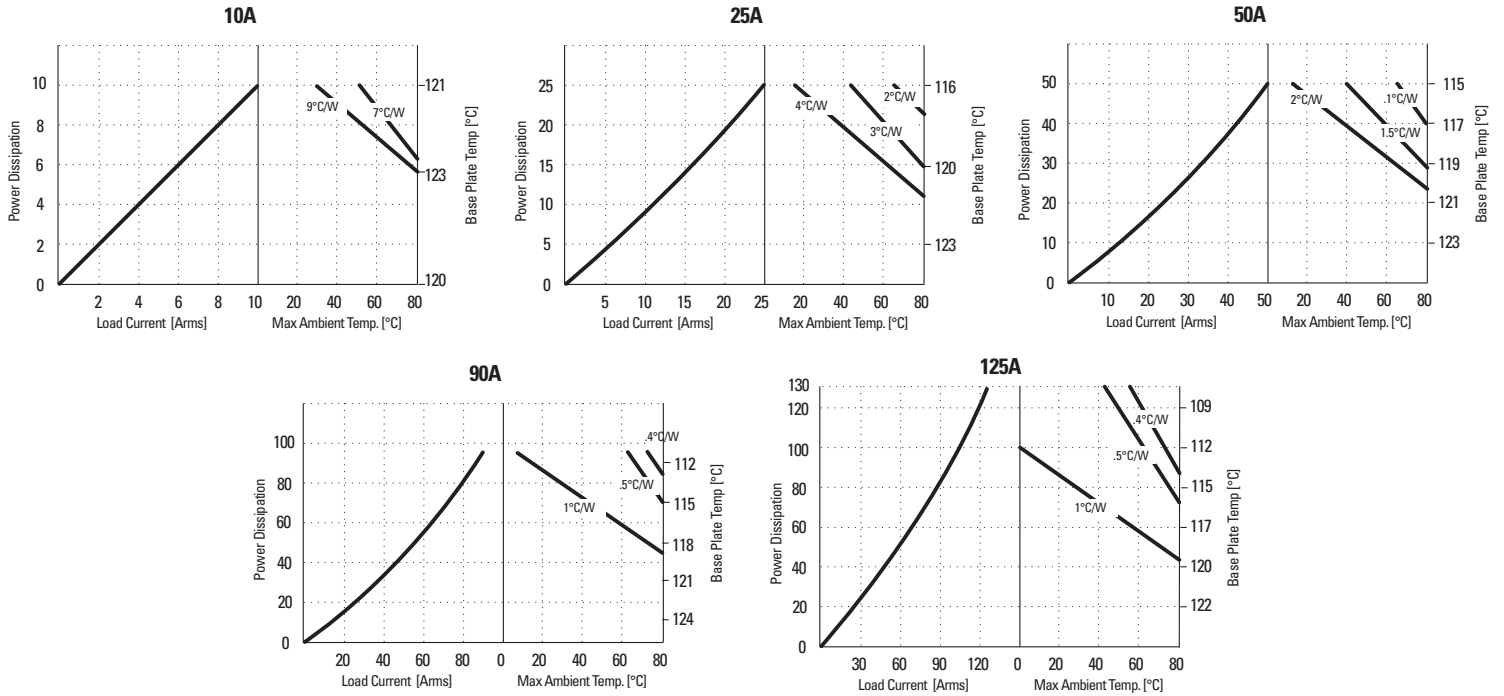 10A
25A
50A
Power Dissipation
10
8
6
4
2
0
2 4 6 8 10 20 40 60 80
Load Current [Arms]
Max Ambient Temp. [°C]
9°C/W
7°C/W
121
123
120
Base Plate Temp [°C]
Power Dissipation
25
20
15
10
5
0
5 10 15 20 25 20 40 60 80
Load Current [Arms]
Max Ambient Temp. [°C]
4°C/W
3°C/W
2°C/W
116
120
123
Base Plate Temp [°C]
Power Dissipation
50
40
30
20
10
0
10 20 30 40 50 20 40 60 80
Load Current [Arms]
Max Ambient Temp. [°C]
2°C/W
1.5°C/W
.1°C/W
115
117
119
121
123
Base Plate Temp [°C]
90A
125A
Power Dissipation
100
80
60
40
20
0
20 40 60 80 0 20 40 60 80
Load Current [Arms]
Max Ambient Temp. [°C]
1°C/W
.5°C/W
.4°C/W
112
115
118
121
124
Base Plate Temp [°C]
Power Dissipation
130
120
100
80
60
40
20
0
30 60 90 120 0 20 40 60 80
Load Current [Arms]
Max Ambient Temp. [°C]
1°C/W
.5°C/W
.4°C/W
109
112
115
117
120
122
Base Plate Temp [°C]